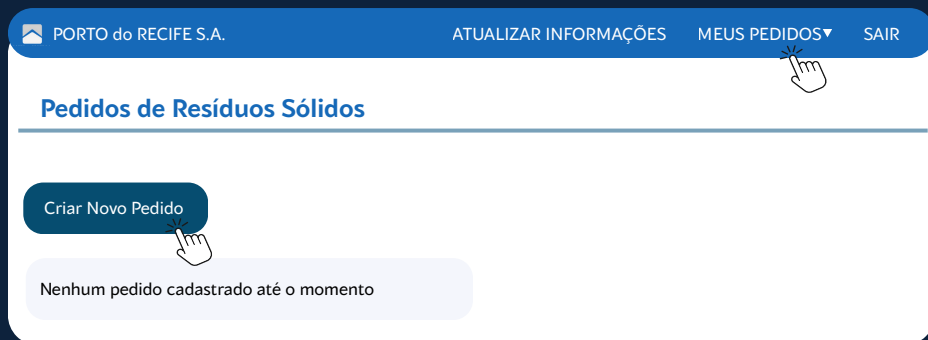 PORTO do RECIFE S.A. ATUALIZAR INFORMAÇÕES MEUS PEDIDOS▼ SAIR
Pedidos de Resíduos Sólidos
Criar Novo Pedido
Nenhum pedido cadastrado até o momento